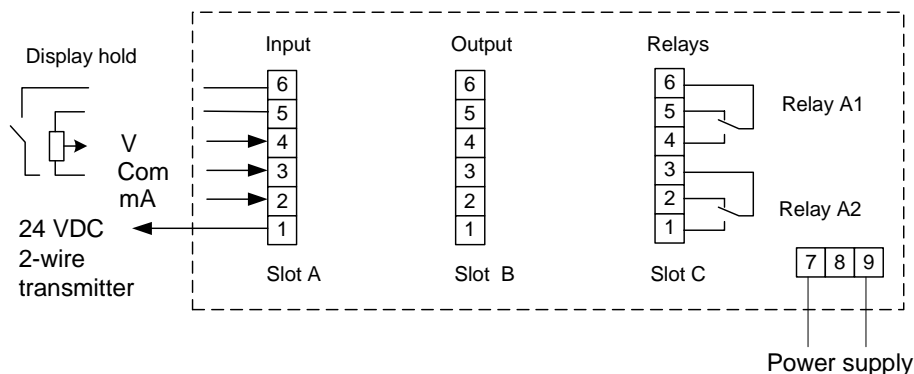 Display hold
V
Com
mA
24 VDC
2-wire
transmitter
Input
6
5
4
3
2
1
Slot A
Output
6
5
4
3
2
1
Slot B
Relays
6
5
4
3
2
1
Slot C
Relay A1
Relay A2
7 8 9
Power supply